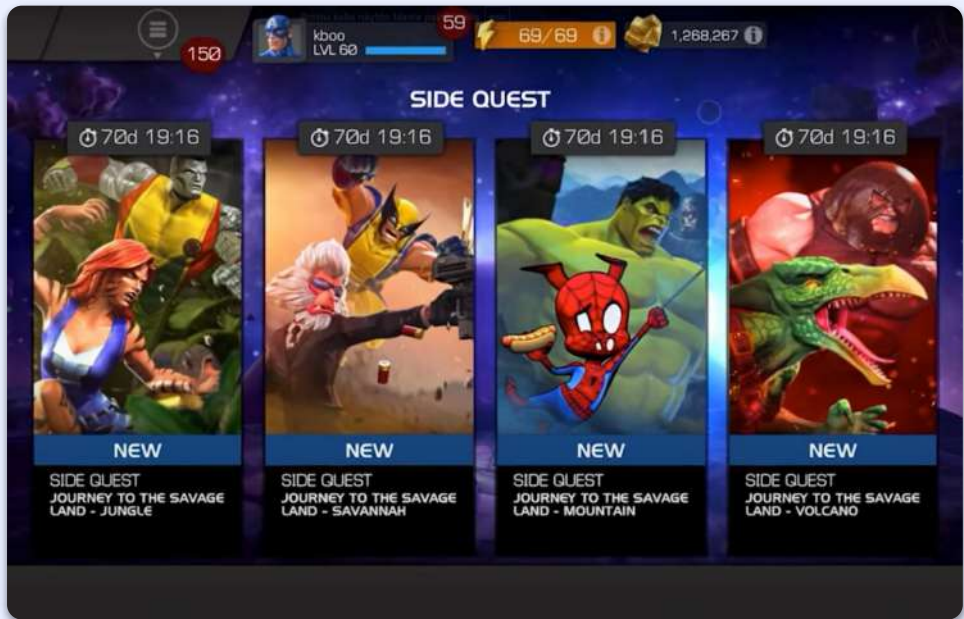 150
kboo
LVL 60
59
69/69
1,268,267
SIDE QUEST
70d 19:16
70d 19:16
70d 19:16
70d 19:16
NEW
NEW
NEW
NEW
SIDE QUEST
JOURNEY TO THE SAVAGE
LAND - JUNGLE
SIDE QUEST
JOURNEY TO THE SAVAGE
LAND - SAVANNAH
SIDE QUEST
JOURNEY TO THE SAVAGE
LAND - MOUNTAIN
SIDE QUEST
JOURNEY TO THE SAVAGE
LAND - VOLCANO